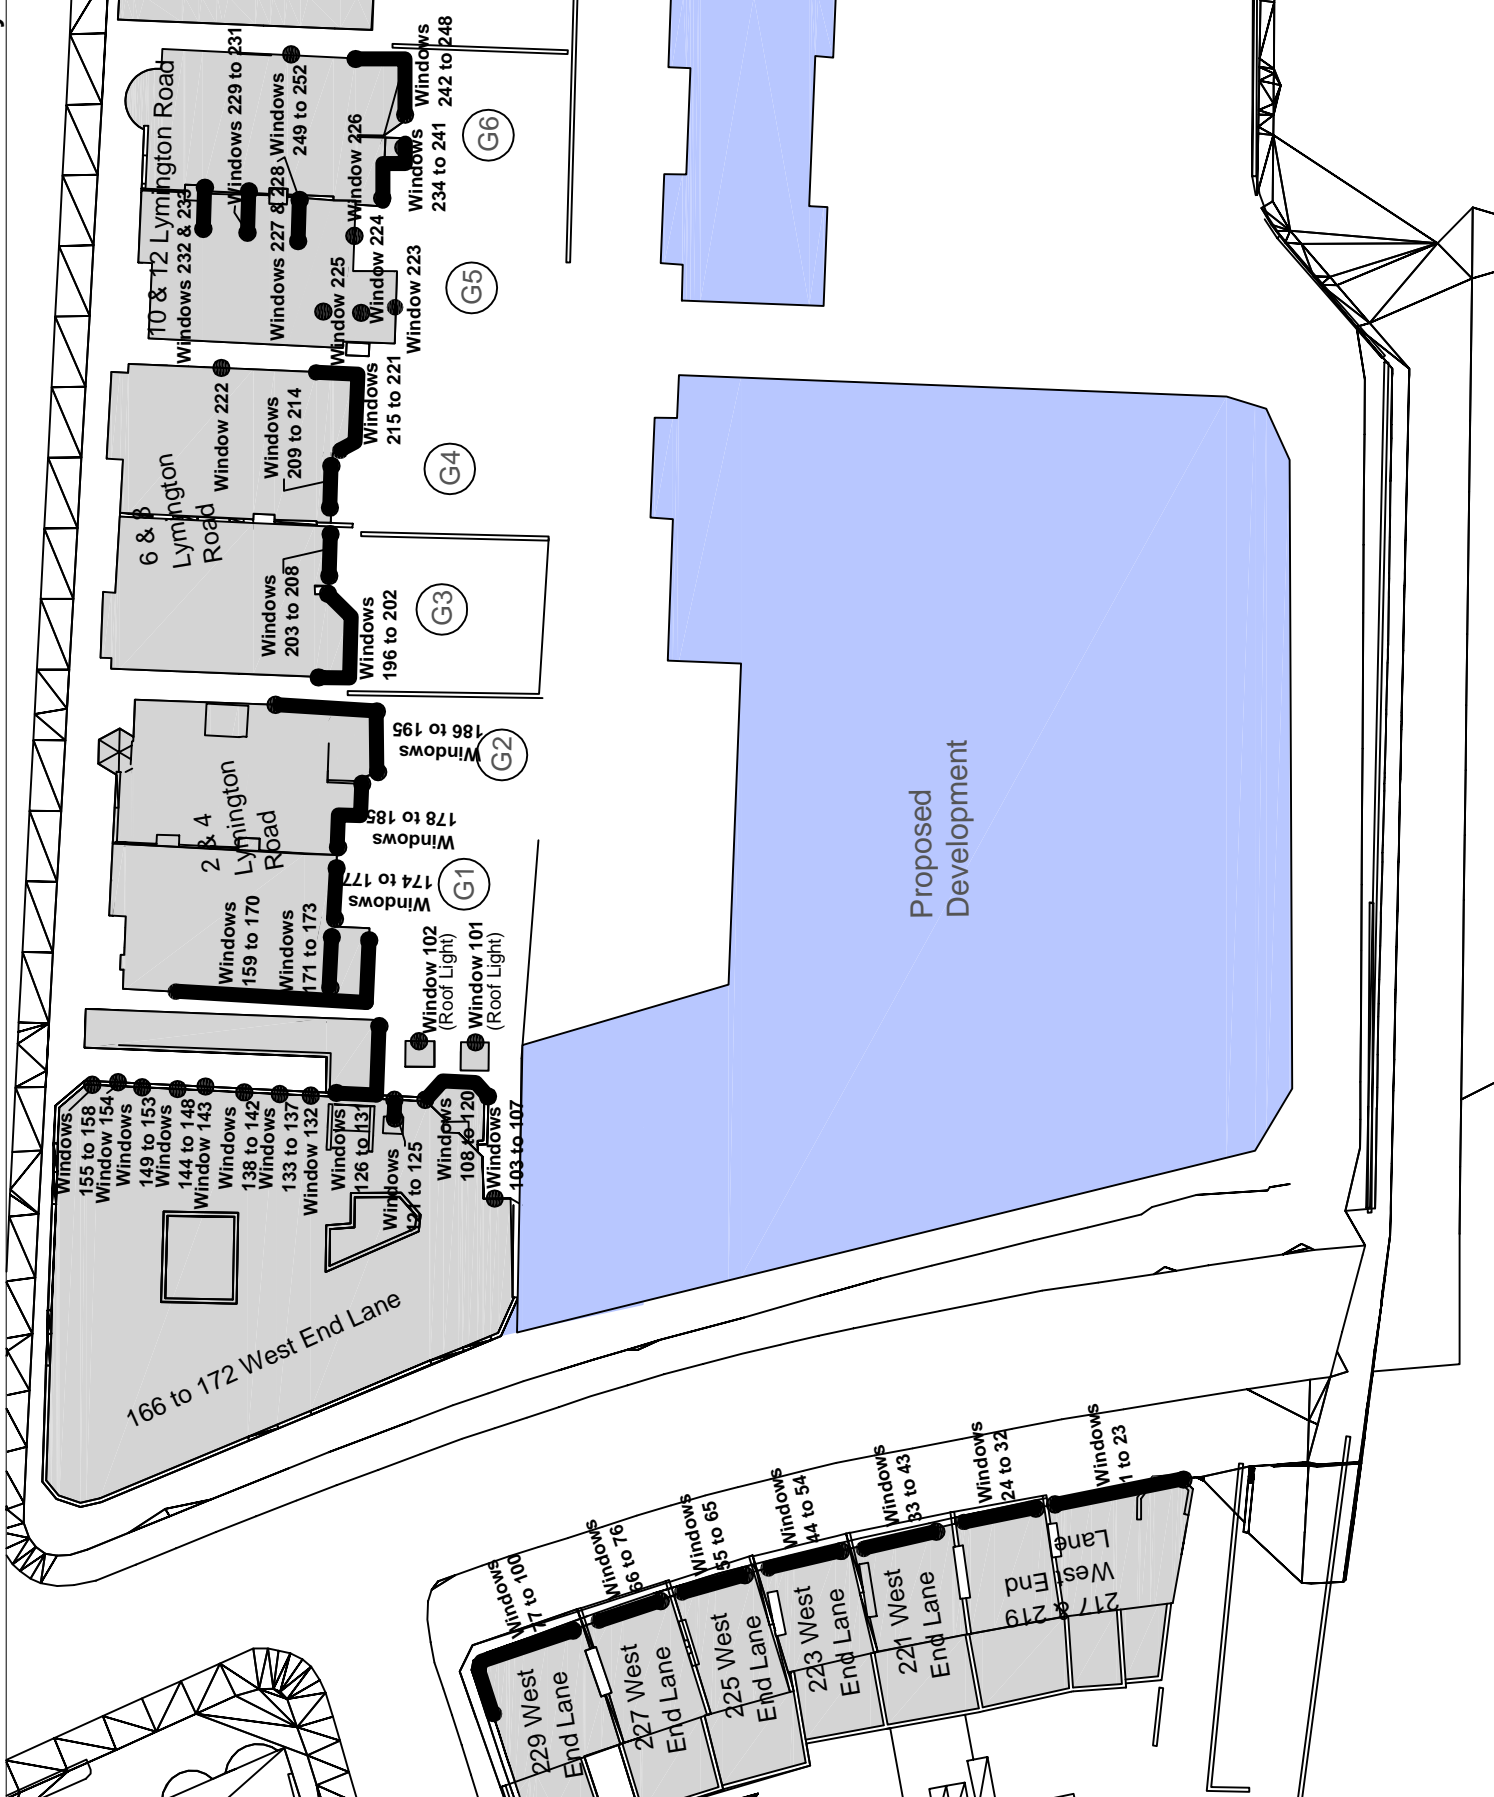 10 & 12 Lymington Road
Windows 229 to 231
Windows
249 to 252
Windows
242 to 248
Windows 232 & 233
Windows 227 & 228
Window 226
Windows
234 to 241
G6
Window 225
Window 224
Window 223
G5
Window 222
Windows
209 to 214
Windows
215 to 221
G4
6 & 8
Lymington
Road
Windows
203 to 208
Windows
196 to 202
G3
Windows
186 to 195
G2
2 & 4
Lymington
Road
Windows
178 to 185
Windows
174 to 177
G1
Windows
159 to 170
Windows
171 to 173
Window 102
(Roof Light)
Window 101
(Roof Light)
Windows
155 to 158
Window 154
Windows
149 to 153
Windows
144 to 148
Window 143
Windows
138 to 142
Windows
133 to 137
Window 132
Windows
126 to 131
Windows
121 to 125
Windows
108 to 120
Windows
103 to 107
166 to 172 West End Lane
Proposed
Development
Windows
77 to 100
Windows
66 to 76
Windows
55 to 65
Windows
44 to 54
Windows
33 to 43
Windows
24 to 32
Windows
1 to 23
229 West
End Lane
227 West
End Lane
225 West
End Lane
223 West
End Lane
221 West
End Lane
217 & 219
West End
Lane